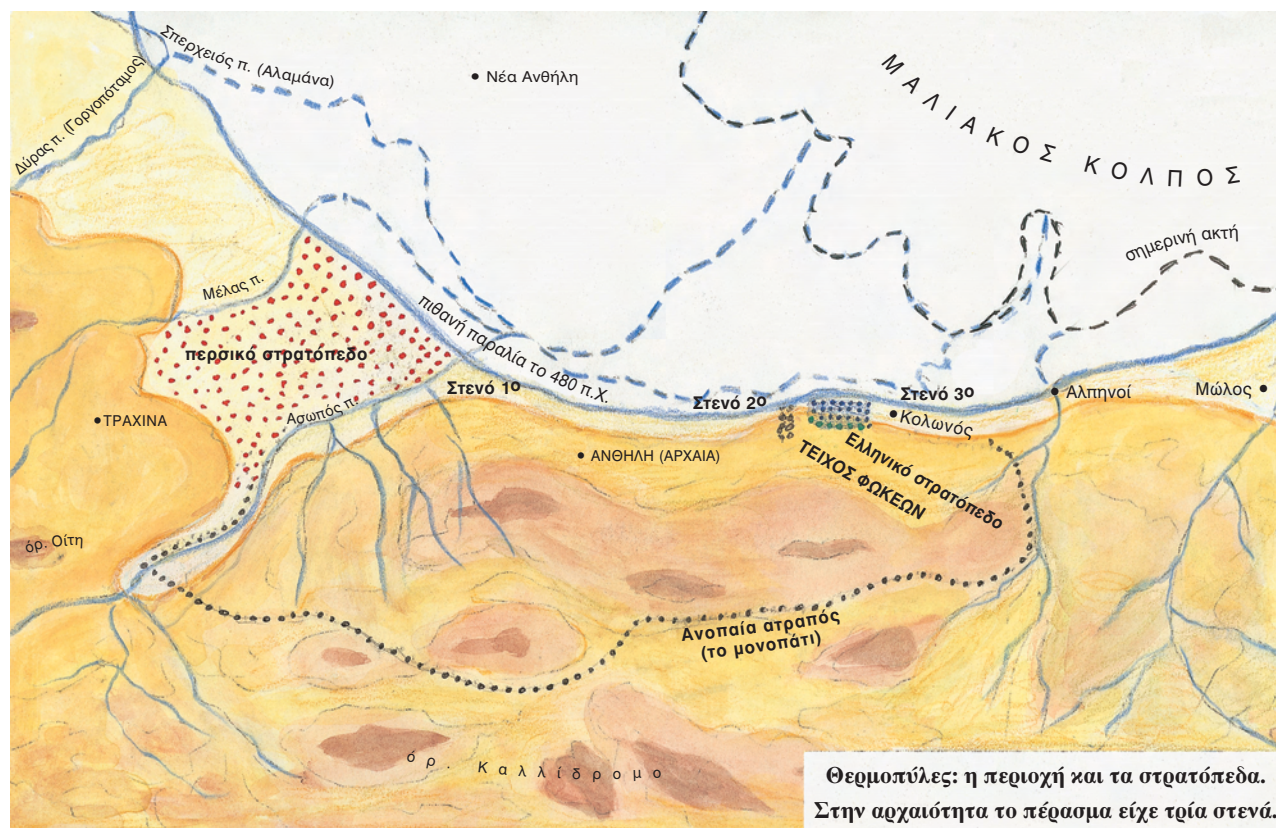 Σπερχειός π. (Αλαμάνα)
Νέα Ανθήλη
ΜΑΛΙΑΚΟΣ ΚΟΛΠΟΣ
Δύρας π. (Γοργοπόταμος)
σημερινή ακτή
Μέλας π.
πιθανή παραλία το 480 π.Χ.
περσικό στρατόπεδο
Στενό 1ο
Στενό 2ο
Στενό 3ο
Αλπηνοί
Μώλος
Ασωπός π.
ΤΡΑΧΙΝΑ
Κολωνός
ΑΝΘΗΛΗ (ΑΡΧΑΙΑ)
Ελληνικό στρατόπεδο
ΤΕΙΧΟΣ ΦΩΚΕΩΝ
όρ. Οίτη
Ανοπαία ατραπός
(το μονοπάτι)
όρ. Καλλίδρομο
Θερμοπύλες: η περιοχή και τα στρατόπεδα.
Στην αρχαιότητα το πέρασμα είχε τρία στενά.